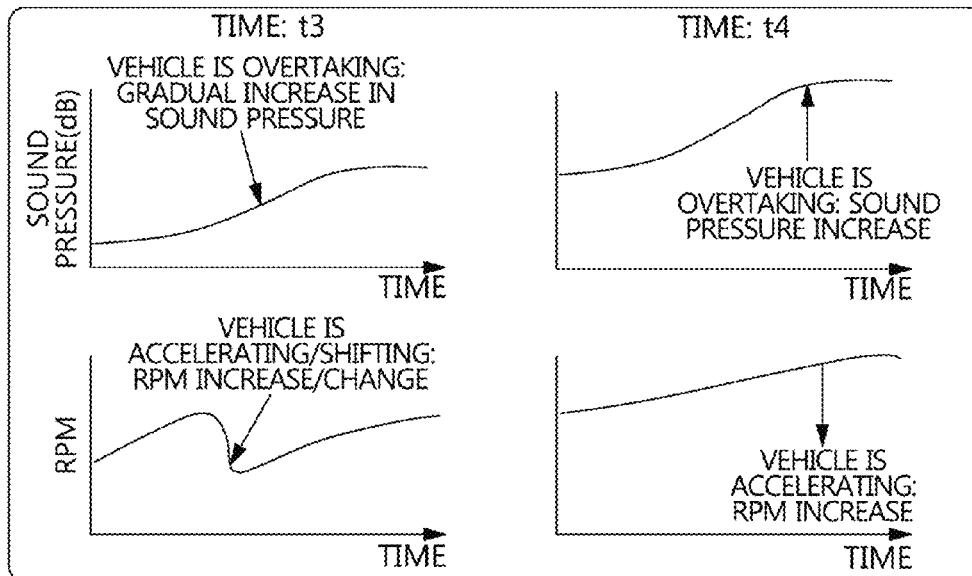 TIME: t3
TIME: t4
VEHICLE IS OVERTAKING:
GRADUAL INCREASE IN
SOUND PRESSURE
SOUND
PRESSURE(dB)
TIME
VEHICLE IS
OVERTAKING: SOUND
PRESSURE INCREASE
TIME
VEHICLE IS
ACCELERATING/SHIFTING:
RPM INCREASE/CHANGE
RPM
TIME
VEHICLE IS
ACCELERATING:
RPM INCREASE
TIME